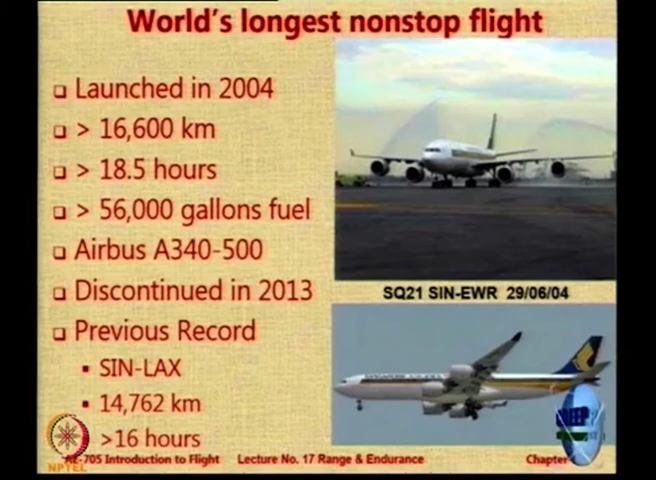 World's longest nonstop flight
Launched in 2004
> 16,600 km
> 18.5 hours
> 56,000 gallons fuel
Airbus A340-500
Discontinued in 2013
Previous Record
SIN-LAX
14,762 km
>16 hours
SQ21 SIN-EWR 29/06/04
SINGAPORE AIRLINES
AE-705 Introduction to Flight Lecture No. 17 Range & Endurance Chapter-
NPTEL